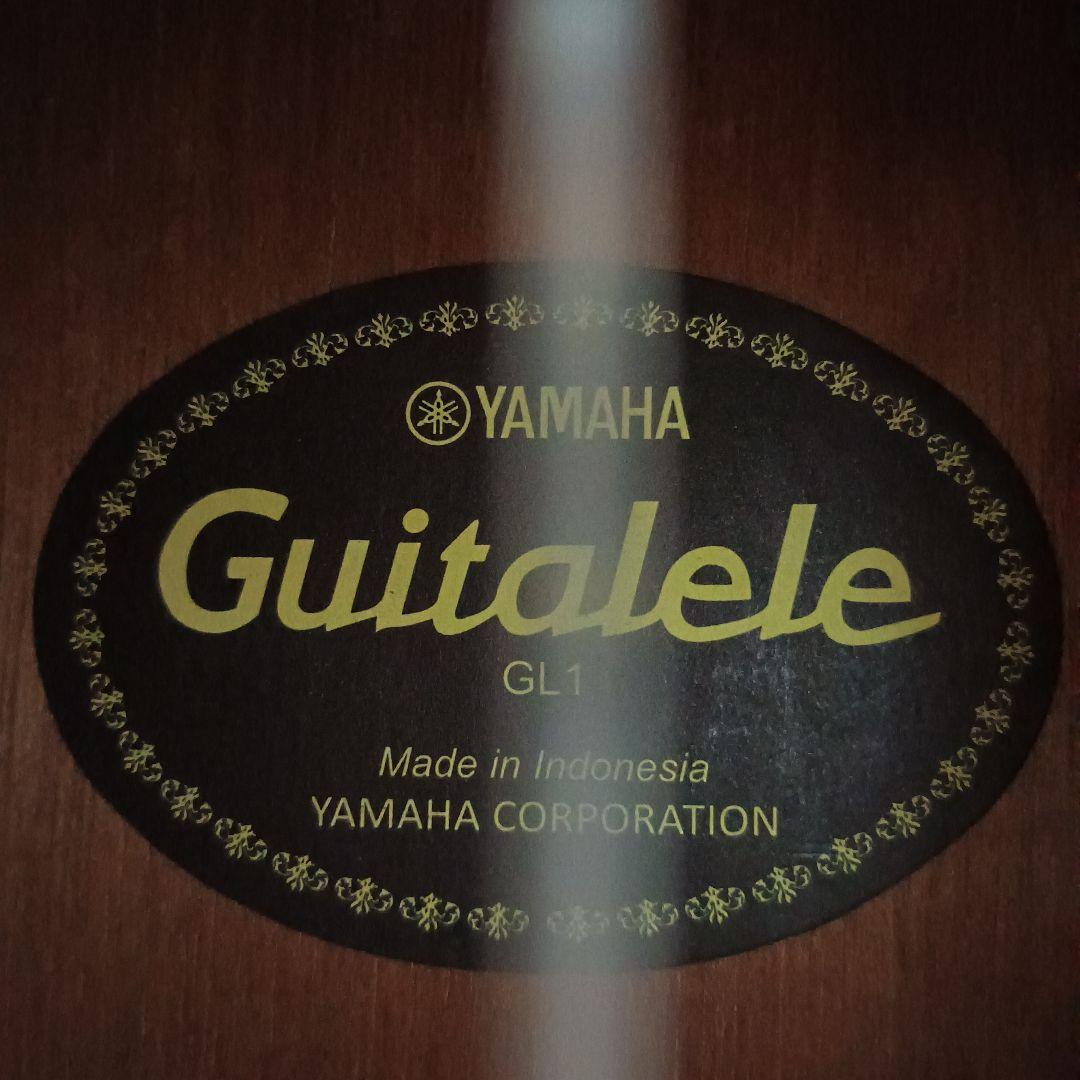 YAMAHA
Guitalele
GL1
Made in Indonesia
YAMAHA CORPORATION